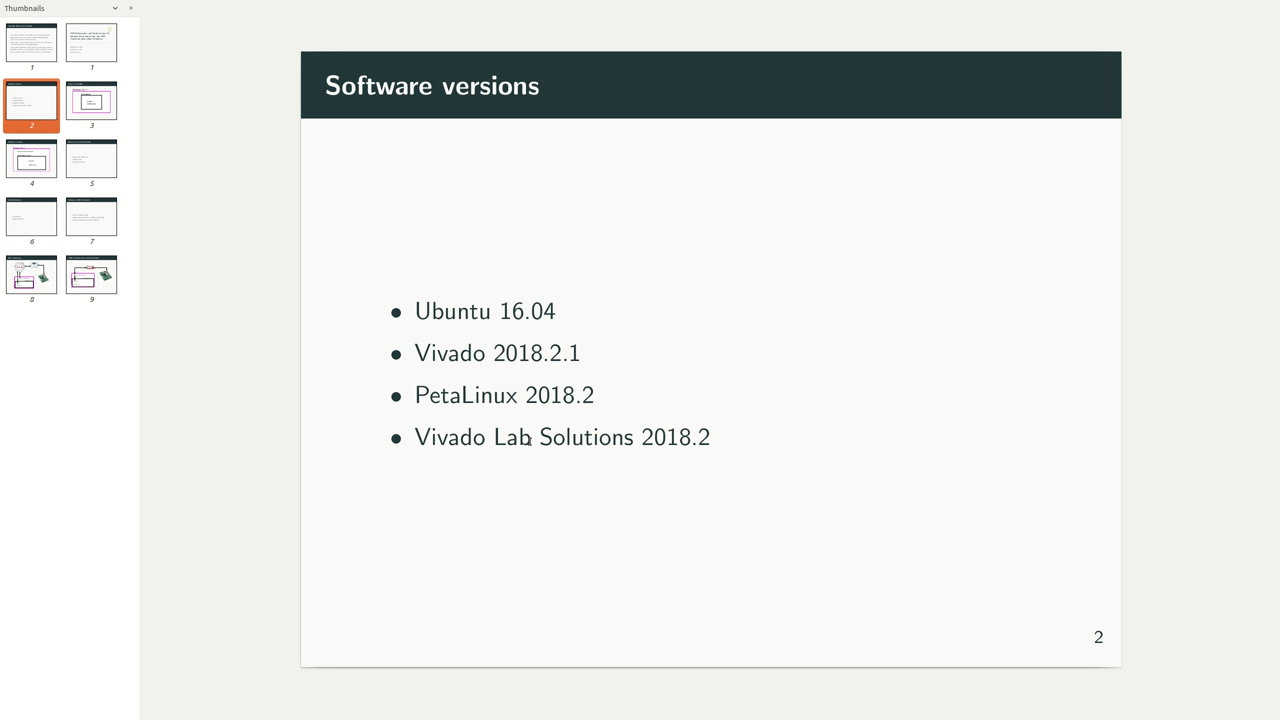 Thumbnails
1
1
2
3
4
5
6
7
8
9
Software versions
• Ubuntu 16.04
• Vivado 2018.2.1
• PetaLinux 2018.2
• Vivado Lab Solutions 2018.2
2